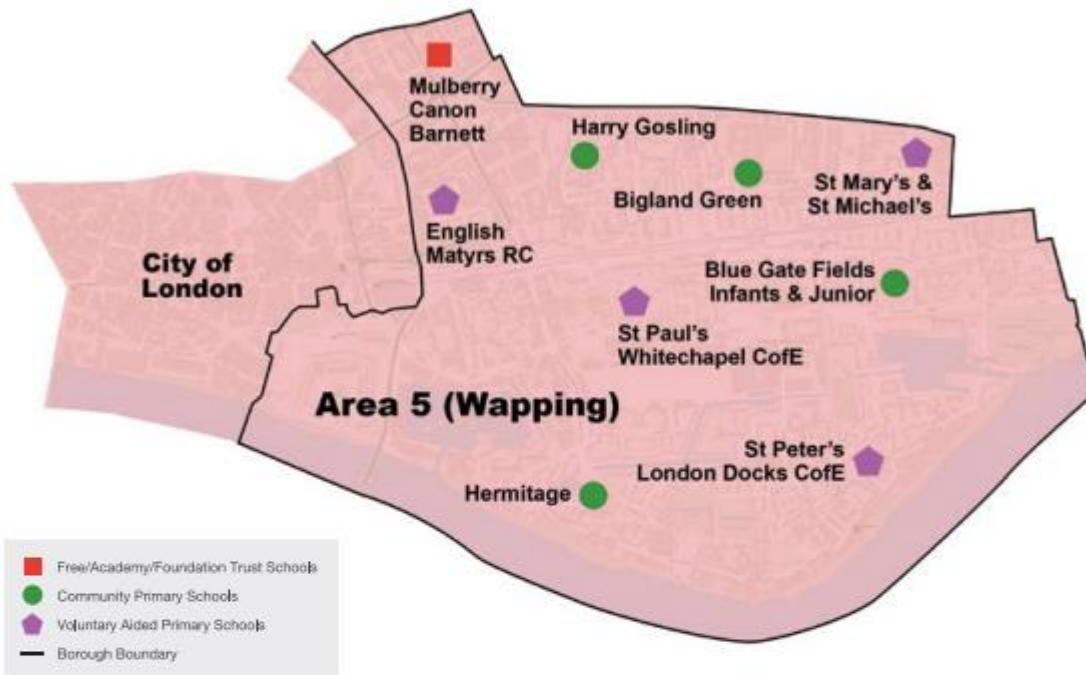 Mulberry
Canon
Barnett
Harry Gosling
Bigland Green
St Mary's &
St Michael's
English
Matyrs RC
City of
London
Blue Gate Fields
Infants & Junior
St Paul's
Whitechapel CofE
Area 5 (Wapping)
St Peter's
London Docks CofE
Hermitage
Free/Academy/Foundation Trust Schools
Community Primary Schools
Voluntary Aided Primary Schools
Borough Boundary